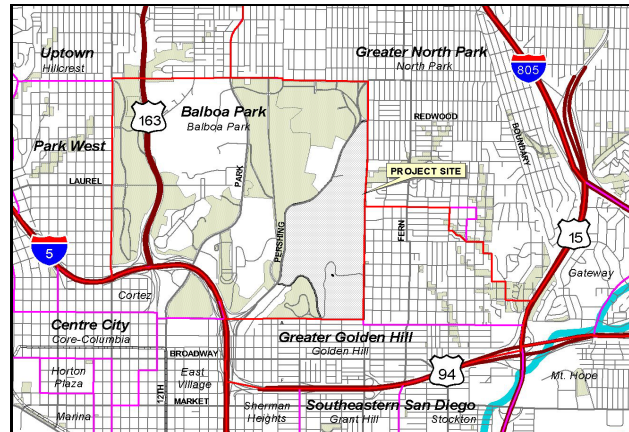 Uptown
Hillcrest
Greater North Park
North Park
805
163
Balboa Park
Balboa Park
REDWOOD
BOUNDARY
Park West
LAUREL
PARK
PROJECT SITE
PERSHING
FERN
15
5
Gateway
Cortez
Centre City
Core-Columbia
Greater Golden Hill
Golden Hill
BROADWAY
Horton
Plaza
East
Village
94
Mt. Hope
12TH
MARKET
Sherman
Heights
Southeastern San Diego
Grant Hill
Stockton
Marina